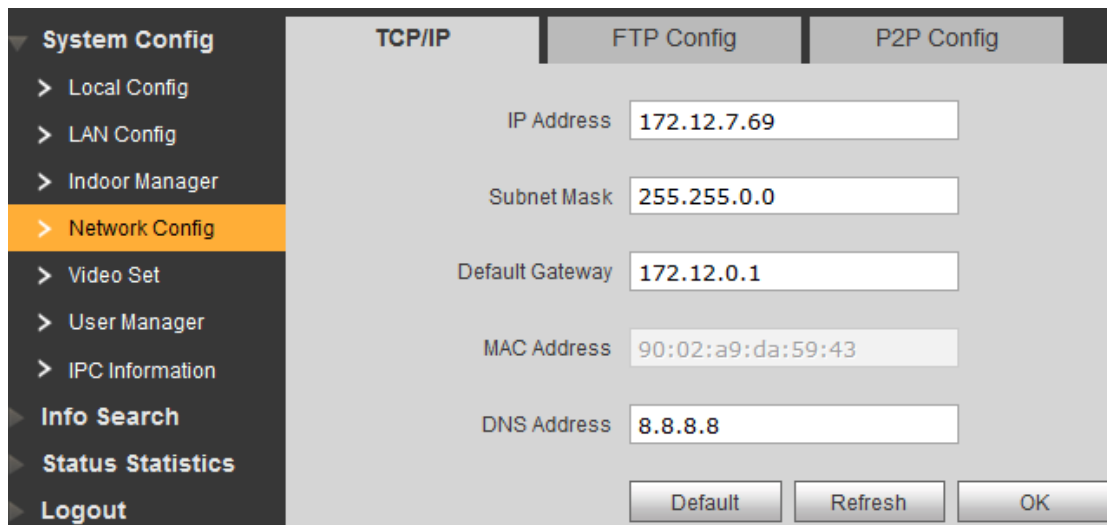 System Config
Local Config
LAN Config
Indoor Manager
Network Config
Video Set
User Manager
IPC Information
Info Search
Status Statistics
Logout
TCP/IP FTP Config P2P Config
IP Address 172.12.7.69
Subnet Mask 255.255.0.0
Default Gateway 172.12.0.1
MAC Address 90:02:a9:da:59:43
DNS Address 8.8.8.8
Default Refresh OK